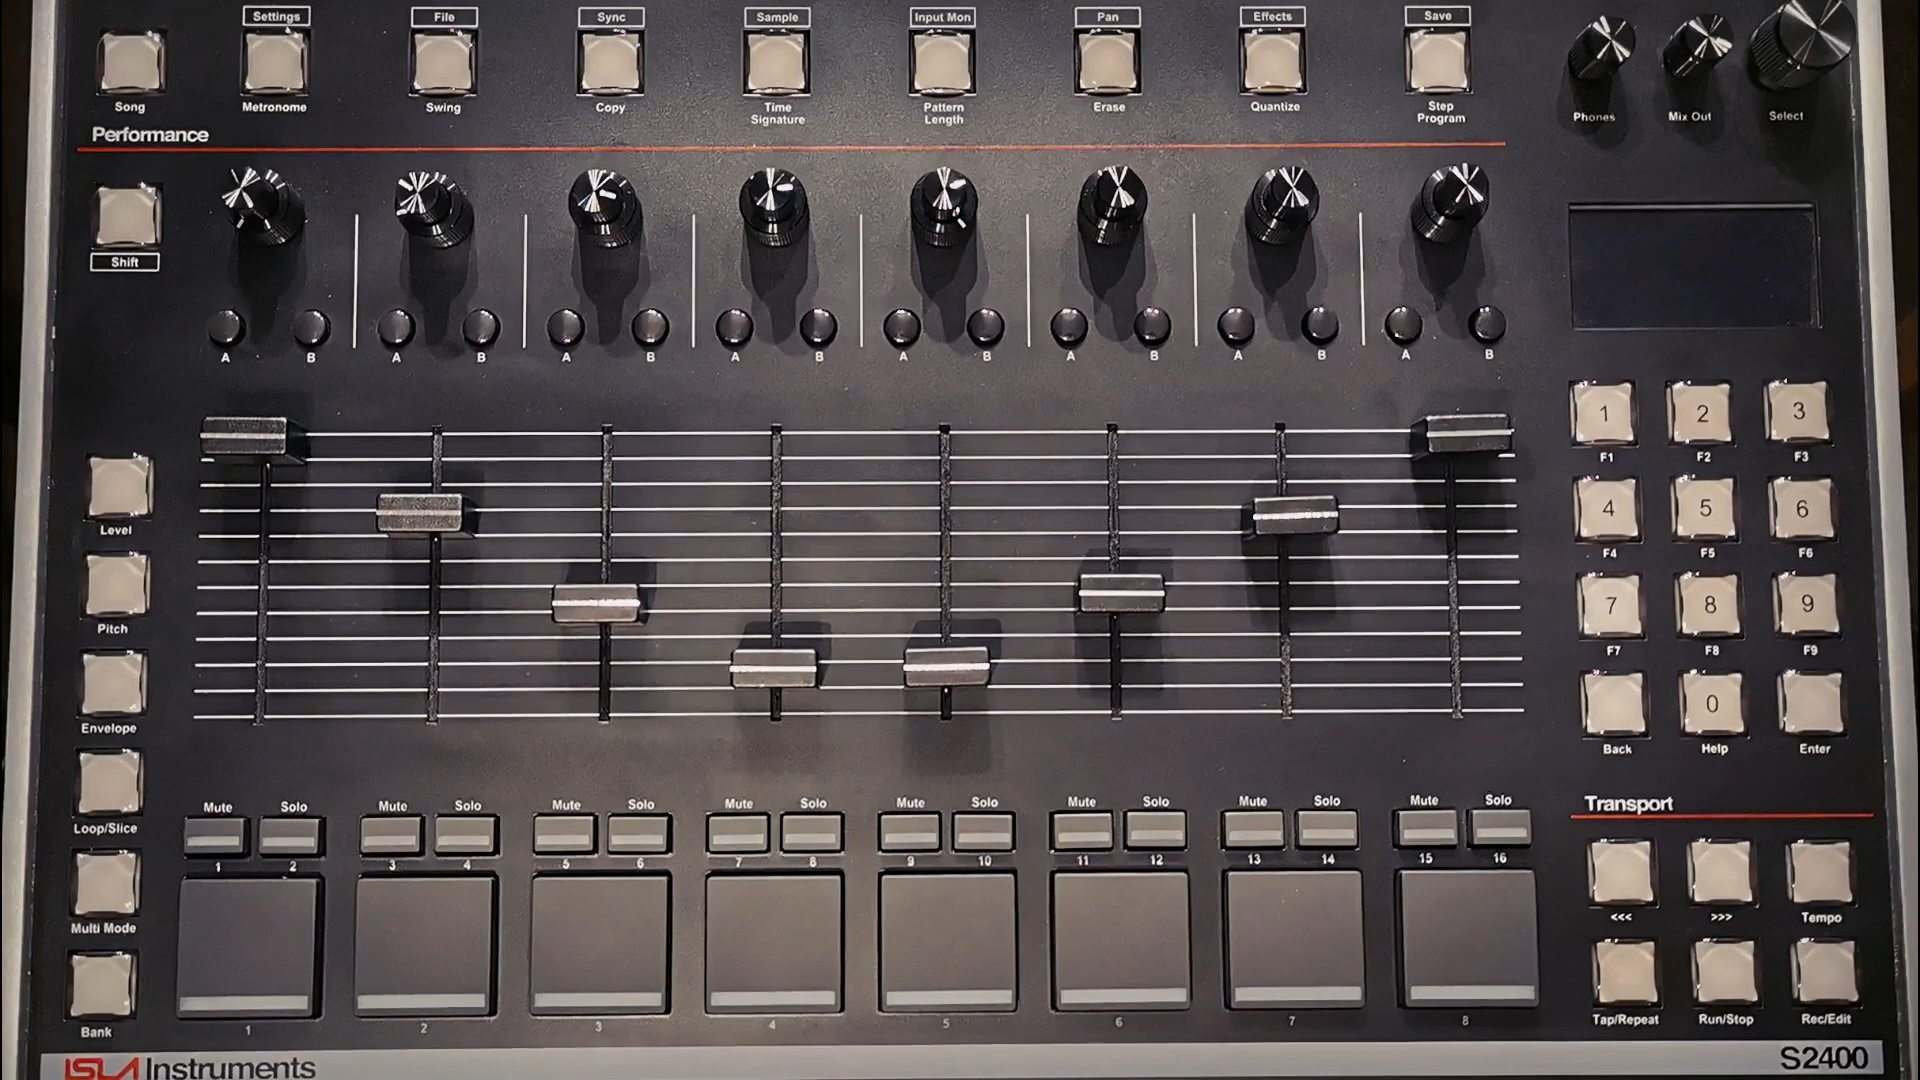 Settings File Sync Sample Input Mon Pan Effects Save
Song Metronome Swing Copy Time Signature Pattern Length Erase Quantize Step Program
Phones Mix Out Select
Performance
Shift
A B A B A B A B A B A B A B A B
1 2 3
F1 F2 F3
Level
4 5 6
F4 F5 F6
Pitch
7 8 9
F7 F8 F9
Envelope
0
Back Help Enter
Loop/Slice
Mute Solo Mute Solo Mute Solo Mute Solo Mute Solo Mute Solo Mute Solo Mute Solo
Transport
1 2 3 4 5 6 7 8 9 10 11 12 13 14 15 16
Multi Mode
<<< >>> Tempo
Bank
1 2 3 4 5 6 7 8
Tap/Repeat Run/Stop Rec/Edit
ISLA Instruments
S2400